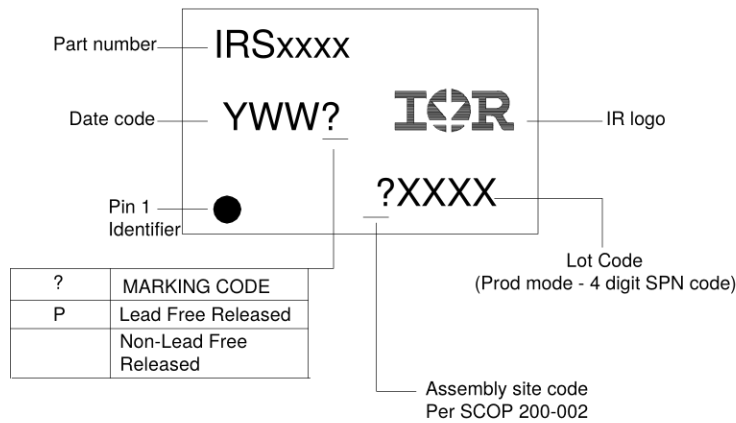 Part number
IRSxxxx
Date code
YWW?
IOR
IR logo
Pin 1
Identifier
?XXXX
Lot Code
(Prod mode - 4 digit SPN code)
? MARKING CODE
P Lead Free Released
Non-Lead Free
Released
Assembly site code
Per SCOP 200-002